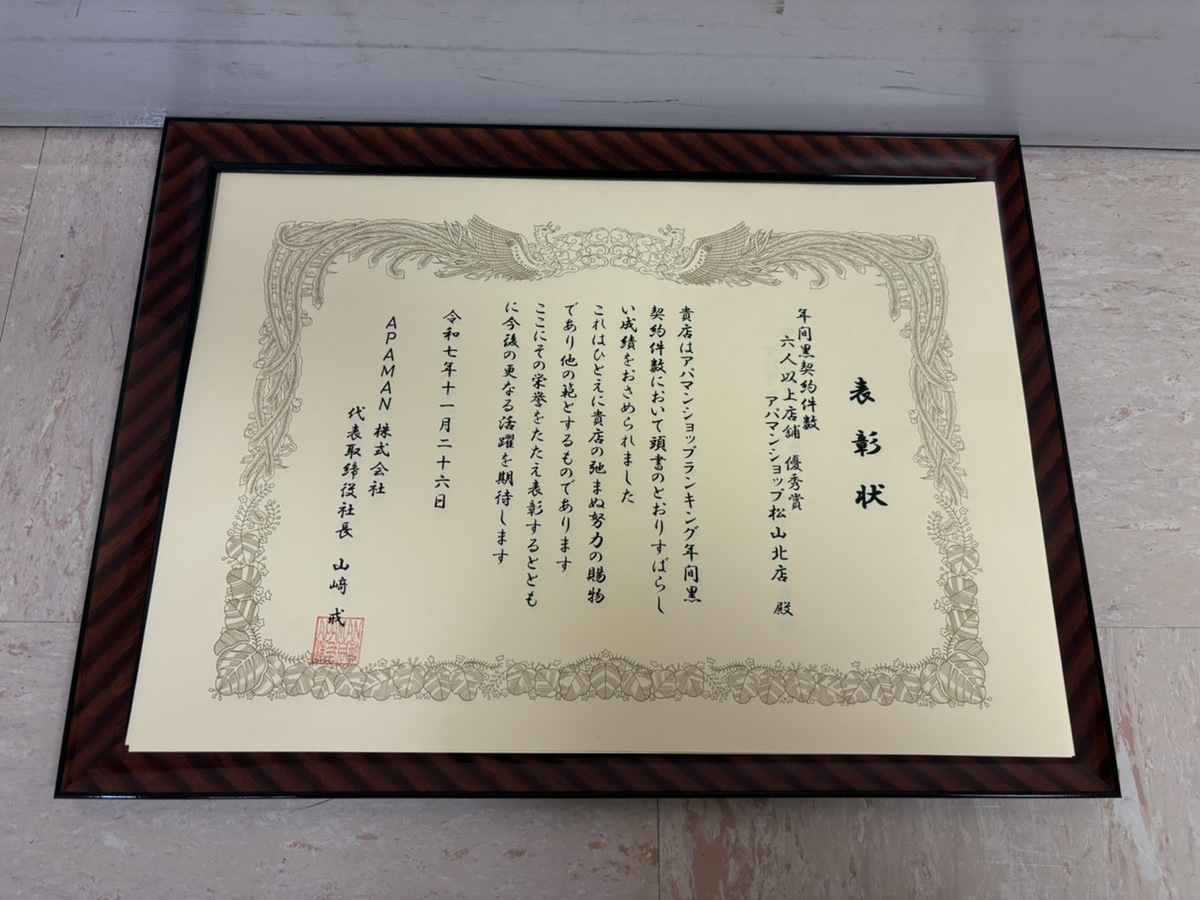 表彰状
年間黒契約件数
六人以上店舗 優秀賞
アパマンショップ松山北店 殿
貴店はアパマンショップランキング年間黒
契約件数において頭書のとおりすばらし
い成績をおさめられました
これはひとえに貴店の弛まぬ努力の賜物
であり他の範とするものであります
ここにその栄誉をたたえ表彰するととも
に今後の更なる活躍を期待します
令和七年十一月二十六日
APAMAN 株式会社
代表取締役社長 山﨑 戒